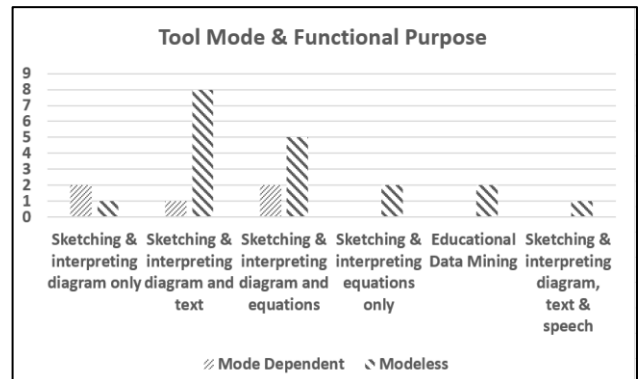 Tool Mode & Functional Purpose
9
8
7
6
5
4
3
2
1
0
Sketching & interpreting diagram only
Sketching & interpreting diagram and text
Sketching & interpreting diagram and equations
Sketching & interpreting equations only
Educational Data Mining
Sketching & interpreting diagram, text & speech
Mode Dependent
Modeless